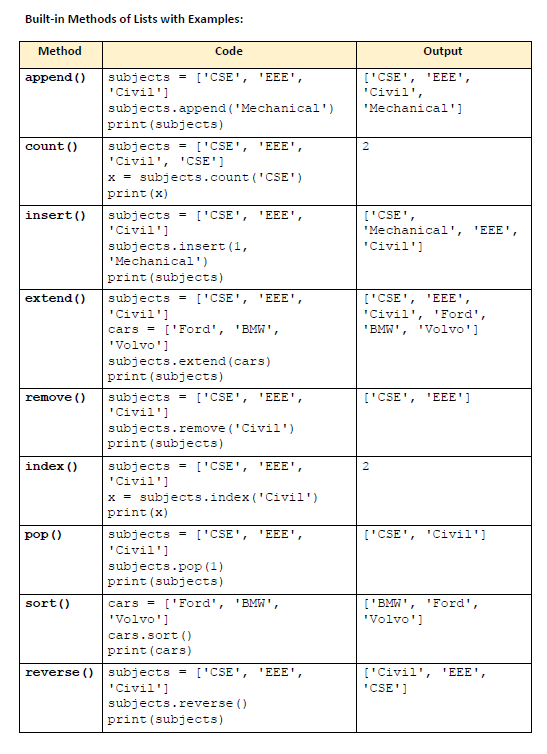 Built-in Methods of Lists with Examples:
Method Code Output
append() subjects = ['CSE', 'EEE', ['CSE', 'EEE',
'Civil'] 'Civil',
subjects.append('Mechanical') 'Mechanical']
print(subjects)
count() subjects = ['CSE', 'EEE', 2
'Civil', 'CSE']
x = subjects.count('CSE')
print(x)
insert() subjects = ['CSE', 'EEE', ['CSE',
'Civil'] 'Mechanical', 'EEE',
subjects.insert(1, 'Civil']
'Mechanical')
print(subjects)
extend() subjects = ['CSE', 'EEE', ['CSE', 'EEE',
'Civil'] 'Civil', 'Ford',
cars = ['Ford', 'BMW', 'BMW', 'Volvo']
'Volvo']
subjects.extend(cars)
print(subjects)
remove() subjects = ['CSE', 'EEE', ['CSE', 'EEE']
'Civil']
subjects.remove('Civil')
print(subjects)
index() subjects = ['CSE', 'EEE', 2
'Civil']
x = subjects.index('Civil')
print(x)
pop() subjects = ['CSE', 'EEE', ['CSE', 'Civil']
'Civil']
subjects.pop(1)
print(subjects)
sort() cars = ['Ford', 'BMW', ['BMW', 'Ford',
'Volvo'] 'Volvo']
cars.sort()
print(cars)
reverse() subjects = ['CSE', 'EEE', ['Civil', 'EEE',
'Civil'] 'CSE']
subjects.reverse()
print(subjects)